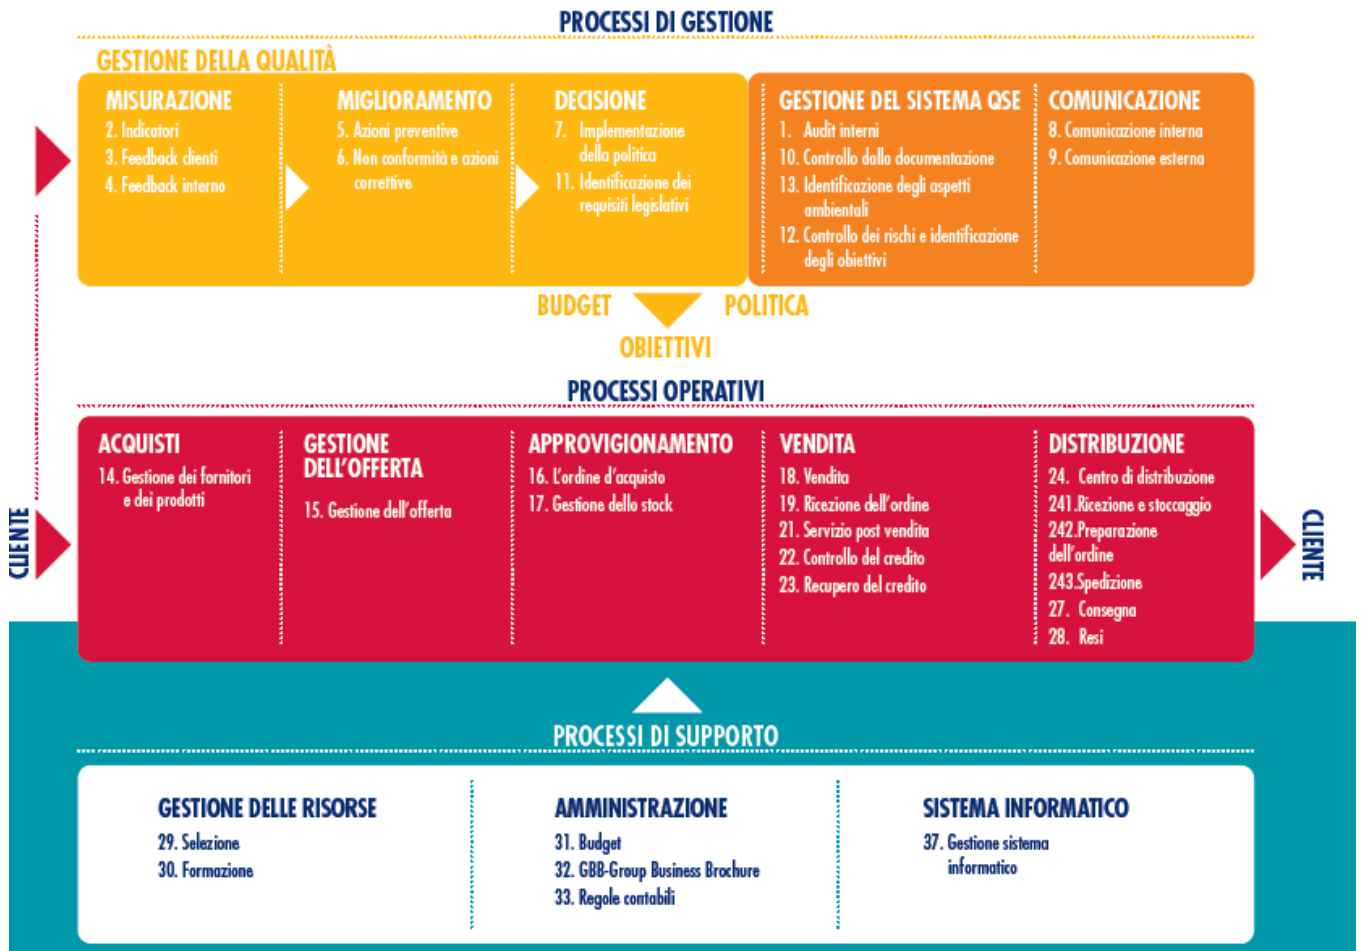 PROCESSI DI GESTIONE
GESTIONE DELLA QUALITÀ
MISURAZIONE
2. Indicatori
3. Feedback clienti
4. Feedback interno
MIGLIORAMENTO
5. Azioni preventive
6. Non conformità e azioni
correttive
DECISIONE
7. Implementazione
della politica
11. Identificazione dei
requisiti legislativi
GESTIONE DEL SISTEMA QSE
1. Audit interni
10. Controllo dalla documentazione
13. Identificazione degli aspetti
ambientali
12. Controllo dei rischi e identificazione
degli obiettivi
COMUNICAZIONE
8. Comunicazione interna
9. Comunicazione esterna
BUDGET
POLITICA
OBIETTIVI
PROCESSI OPERATIVI
CLIENTE
ACQUISTI
14. Gestione dei fornitori
e dei prodotti
GESTIONE
DELL'OFFERTA
15. Gestione dell'offerta
APPROVIGIONAMENTO
16. L'ordine d'acquisto
17. Gestione dello stock
VENDITA
18. Vendita
19. Ricezione dell'ordine
21. Servizio post vendita
22. Controllo del credito
23. Recupero del credito
DISTRIBUZIONE
24. Centro di distribuzione
241.Ricezione e stoccaggio
242.Preparazione
dell'ordine
243.Spedizione
27. Consegna
28. Resi
CLIENTE
PROCESSI DI SUPPORTO
GESTIONE DELLE RISORSE
29. Selezione
30. Formazione
AMMINISTRAZIONE
31. Budget
32. GBB-Group Business Brochure
33. Regole contabili
SISTEMA INFORMATICO
37. Gestione sistema
informatico